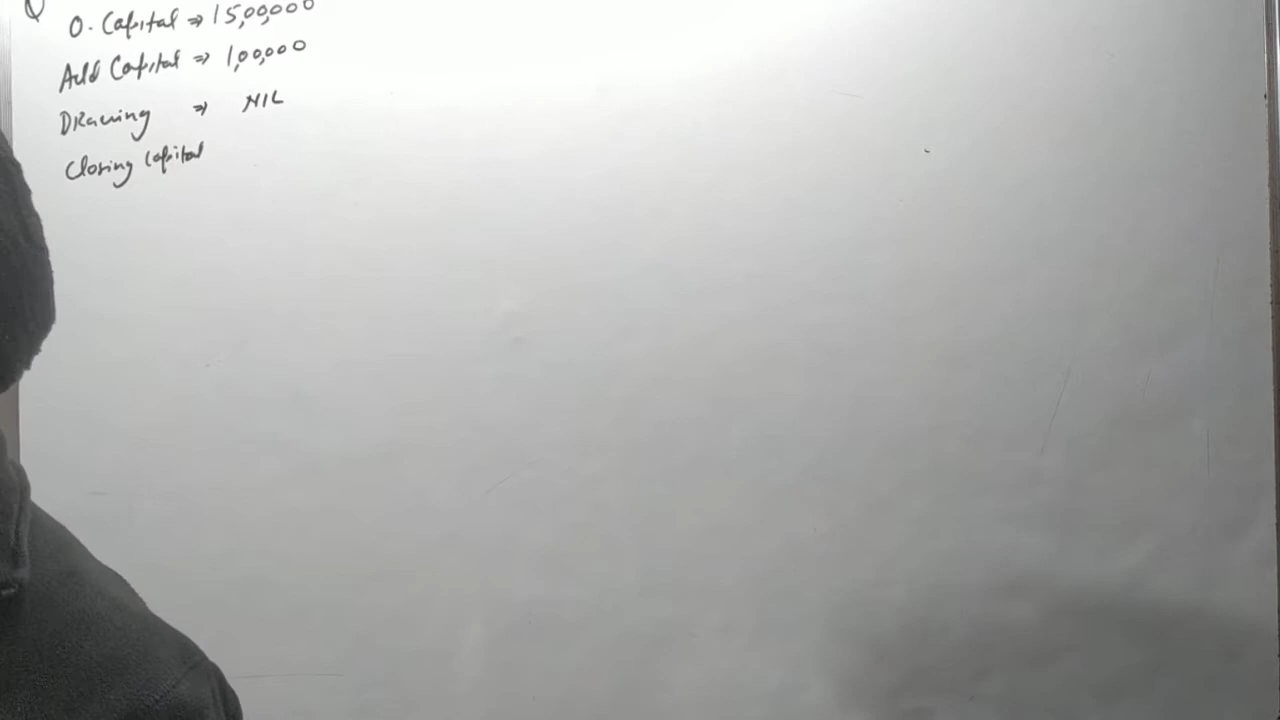 Q O. Capital ⇒ 15,00,000
Add Capital ⇒ 1,00,000
Drawing ⇒ NIL
Closing Capital